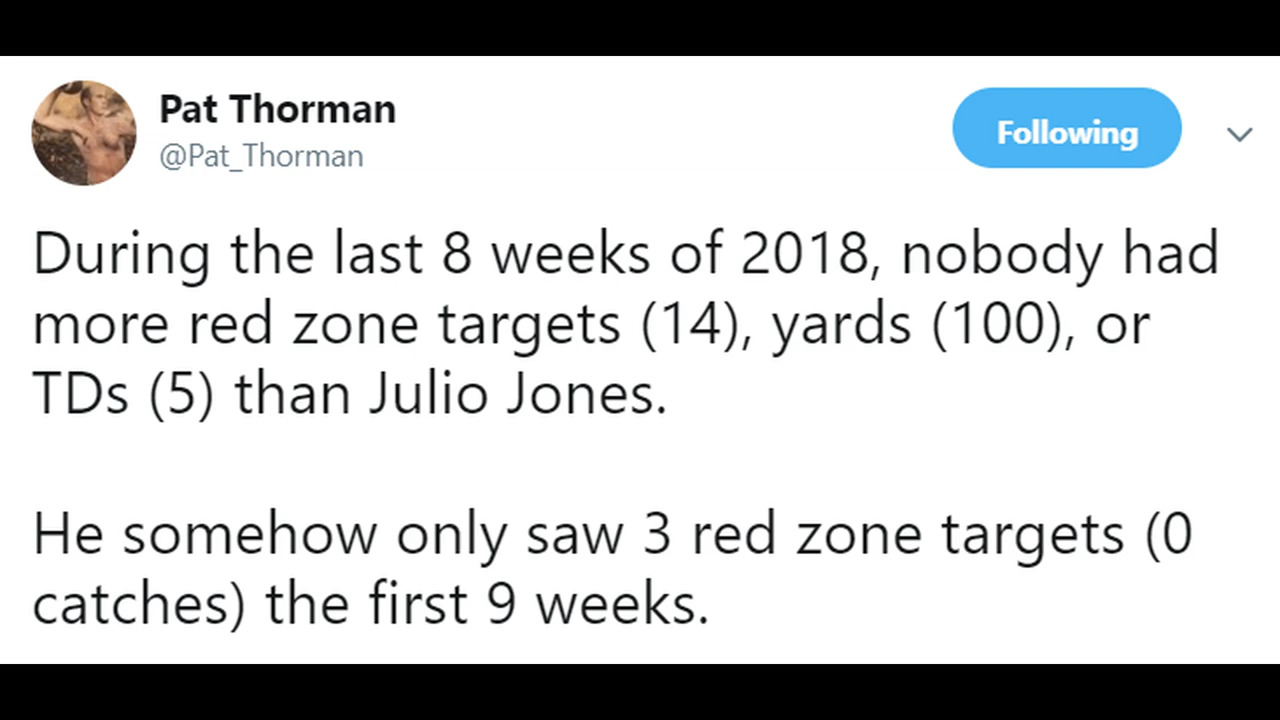 Pat Thorman
@Pat_Thorman
Following
During the last 8 weeks of 2018, nobody had
more red zone targets (14), yards (100), or
TDs (5) than Julio Jones.
He somehow only saw 3 red zone targets (0
catches) the first 9 weeks.